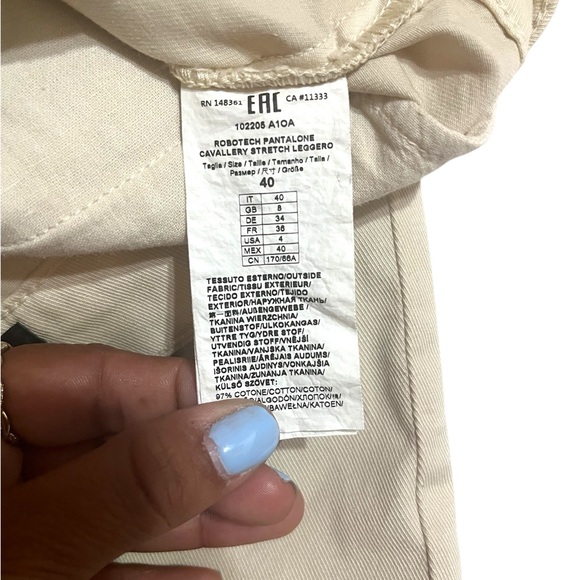 RN 148361 EAC CA #11333
102205 A1OA
ROBOTECH PANTALONE
CAVALLERY STRETCH LEGGERO
Taglia / Size / Taille / Tamanho / Talla /
Размер / 尺寸 / Größe
40
IT 40
GB 8
DE 34
FR 36
USA 4
MEX 40
CN 170/66A
TESSUTO ESTERNO/OUTSIDE
FABRIC/TISSU EXTERIEUR/
TECIDO EXTERNO/TEJIDO
EXTERIOR/НАРУЖНАЯ ТКАНЬ/
第一面料/AUßENGEWEBE/
TKANINA WIERZCHNIA/
BUITENSTOF/ULKOKANGAS/
YTTRE TYG/YDRE STOF/
UTVENDIG STOFF/VNĚJŠÍ
TKANINA/VANJSKA TKANINA/
PEALISRIIE/ĀRĒJAIS AUDUMS/
IŠORINIS AUDINYS/VONKAJŠIA
TKANINA/ZUNANJA TKANINA/
KÜLSŐ SZÖVET:
97% COTONE/COTTON/COTON/
/ALGODÓN/ХЛОПОК/
/BAWEŁNA/KATOEN/